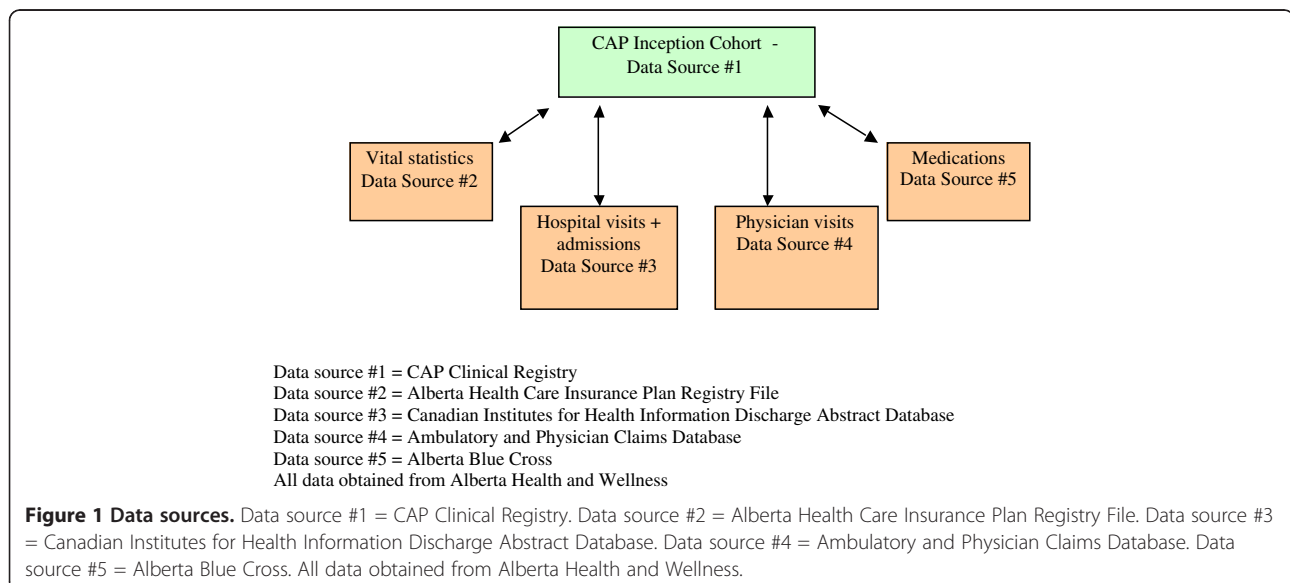 CAP Inception Cohort -
Data Source #1
Vital statistics
Data Source #2
Medications
Data Source #5
Hospital visits +
admissions
Data Source #3
Physician visits
Data Source #4
Data source #1 = CAP Clinical Registry
Data source #2 = Alberta Health Care Insurance Plan Registry File
Data source #3 = Canadian Institutes for Health Information Discharge Abstract Database
Data source #4 = Ambulatory and Physician Claims Database
Data source #5 = Alberta Blue Cross
All data obtained from Alberta Health and Wellness
Figure 1 Data sources. Data source #1 = CAP Clinical Registry. Data source #2 = Alberta Health Care Insurance Plan Registry File. Data source #3
= Canadian Institutes for Health Information Discharge Abstract Database. Data source #4 = Ambulatory and Physician Claims Database. Data
source #5 = Alberta Blue Cross. All data obtained from Alberta Health and Wellness.